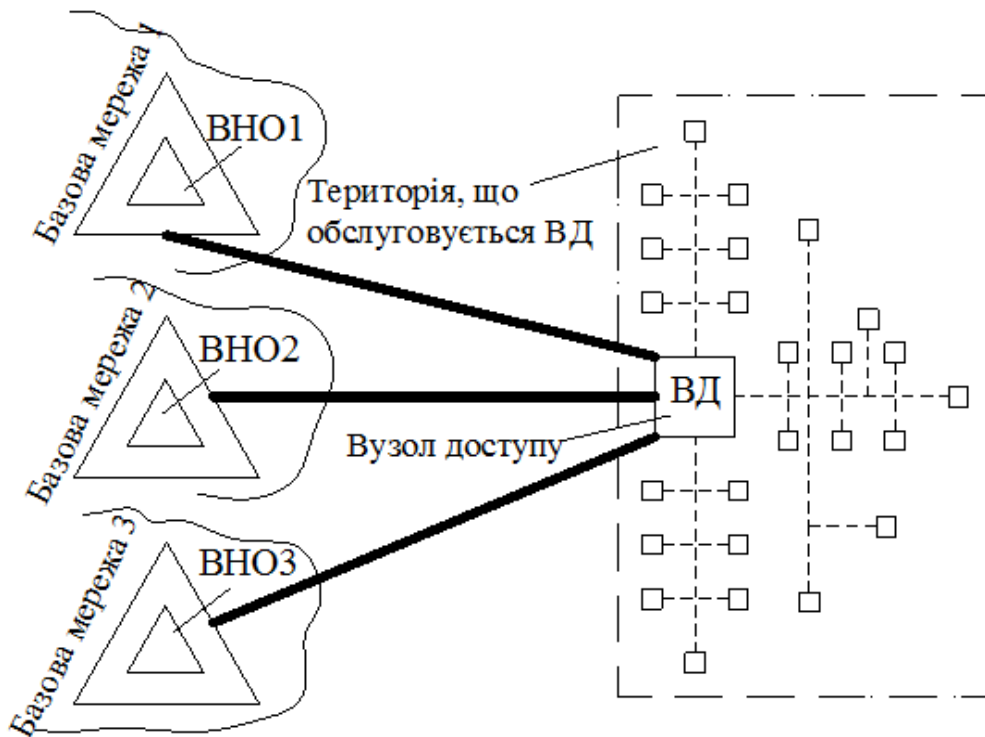 Базова мережа 1
ВНО1
Територія, що
обслуговується ВД
Базова мережа 2
ВНО2
ВД
Вузол доступу
Базова мережа 3
ВНО3